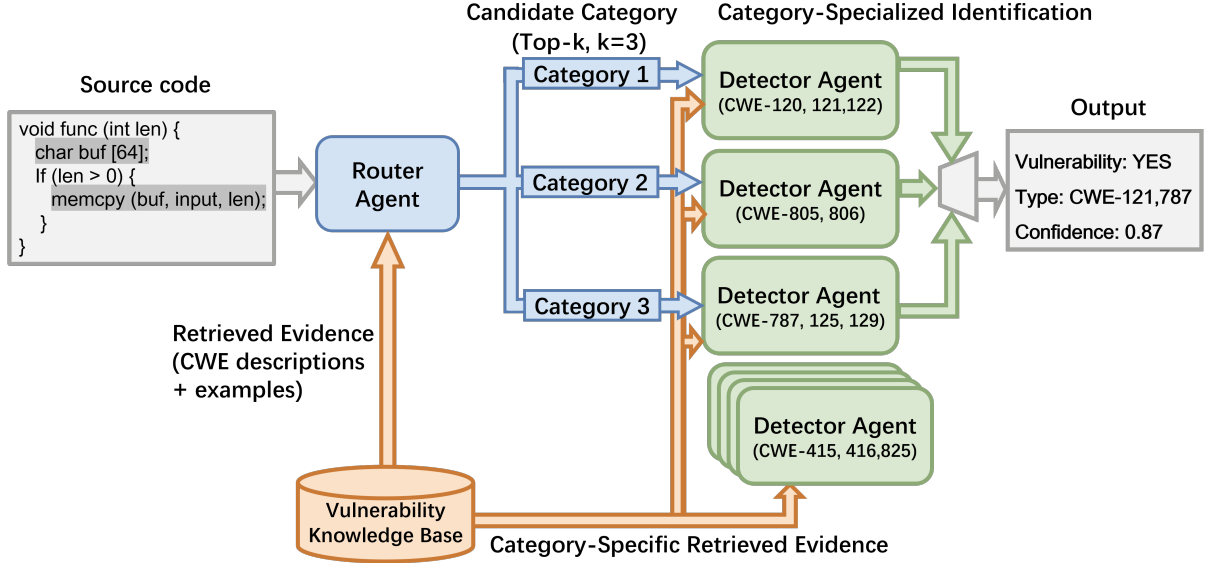 Candidate Category
(Top-k, k=3)
Category-Specialized Identification
Source code
void func (int len) {
char buf [64];
If (len > 0) {
memcpy (buf, input, len);
}
}
Router
Agent
Category 1
Category 2
Category 3
Detector Agent
(CWE-120, 121,122)
Detector Agent
(CWE-805, 806)
Detector Agent
(CWE-787, 125, 129)
Detector Agent
(CWE-415, 416,825)
Output
Vulnerability: YES
Type: CWE-121,787
Confidence: 0.87
Retrieved Evidence
(CWE descriptions
+ examples)
Vulnerability
Knowledge Base
Category-Specific Retrieved Evidence